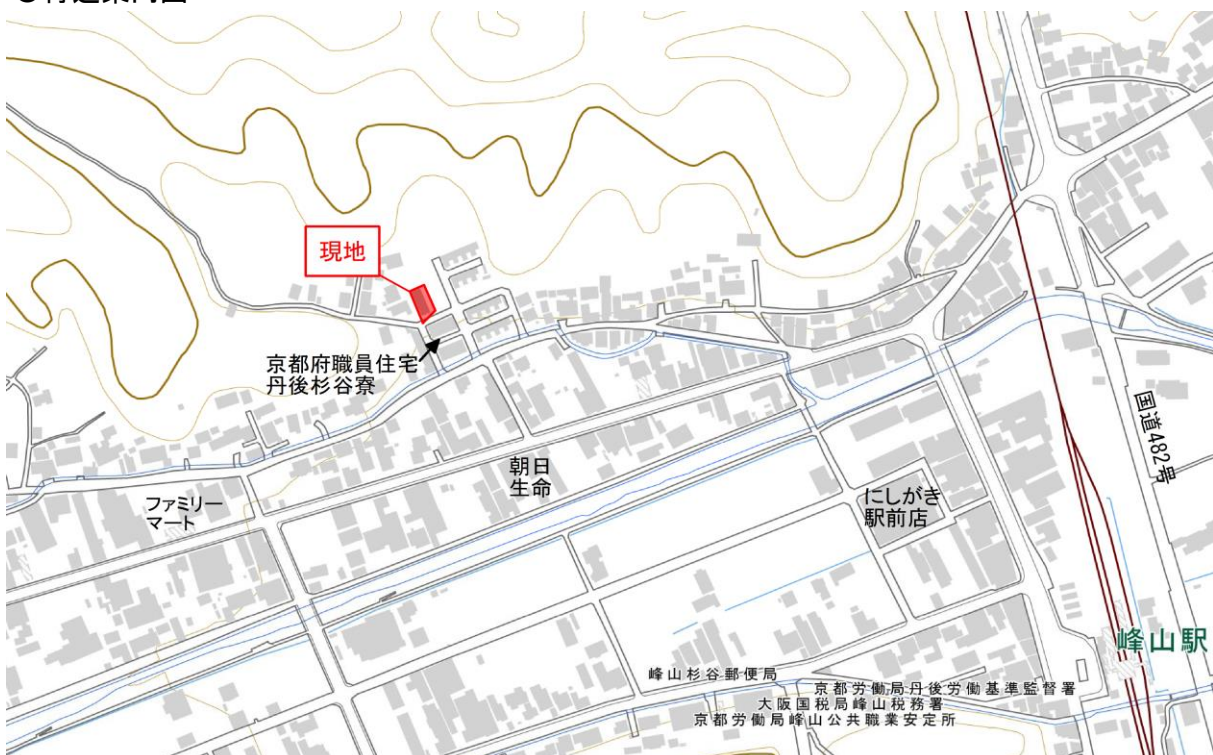 現地
京都府職員住宅
丹後杉谷寮
国道482号
朝日
生命
ファミリー
マート
にしがき
駅前店
峰山駅
峰山杉谷郵便局
京都労働局丹後労働基準監督署
大阪国税局峰山税務署
京都労働局峰山公共職業安定所